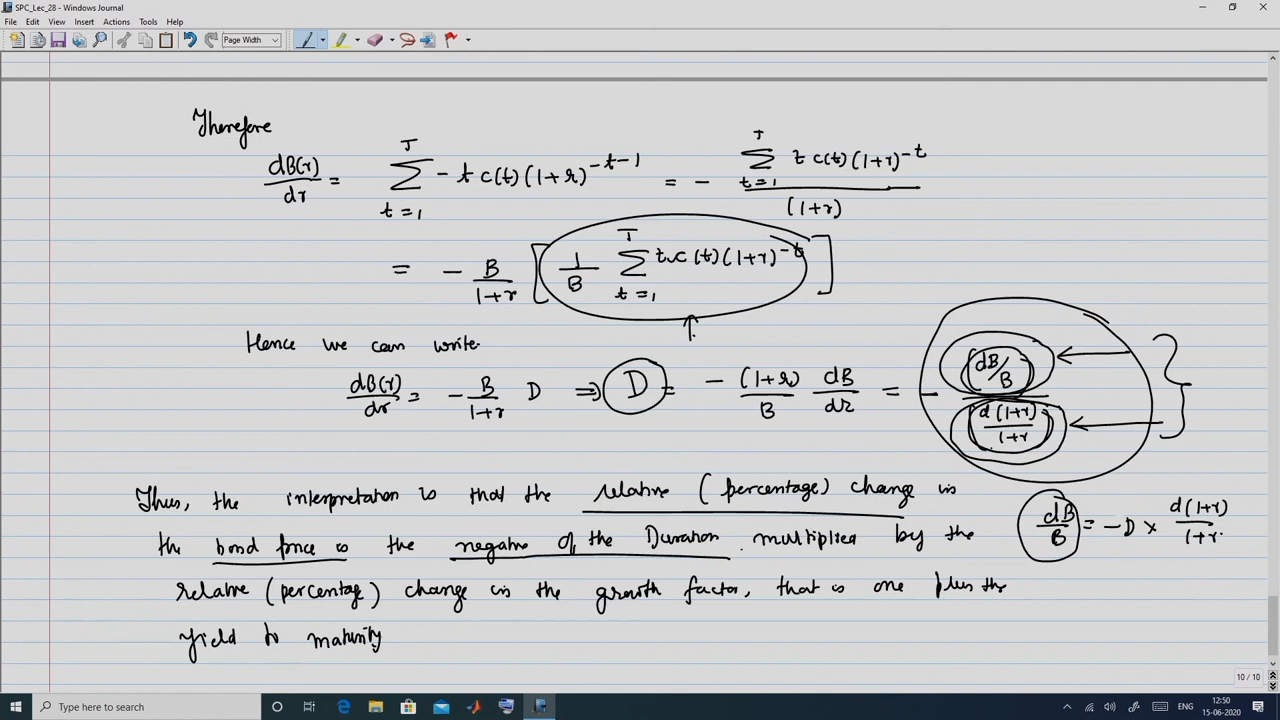 SPC_Lec_28 - Windows Journal
File Edit View Insert Actions Tools Help
Page Width
Therefore
dB(r)/dr = T∑t=1 - t c(t) (1+r)^-t-1 = - T∑t=1 t c(t) (1+r)^-t / (1+r)
= - B/1+r [ 1/B T∑t=1 t c(t) (1+r)^-t ]
Hence we can write
dB(r)/dr = - B/1+r D ⇒ D = - (1+r)/B dB/dr = - dB/B / d(1+r)/1+r
Thus, the interpretation is that the relative (percentage) change in
the bond price is the negative of the Duration multiplied by the
dB/B = -D × d(1+r)/1+r
relative (percentage) change in the growth factor, that is one plus the
yield to maturity
10 / 10
Type here to search
ENG
12:50
15-06-2020